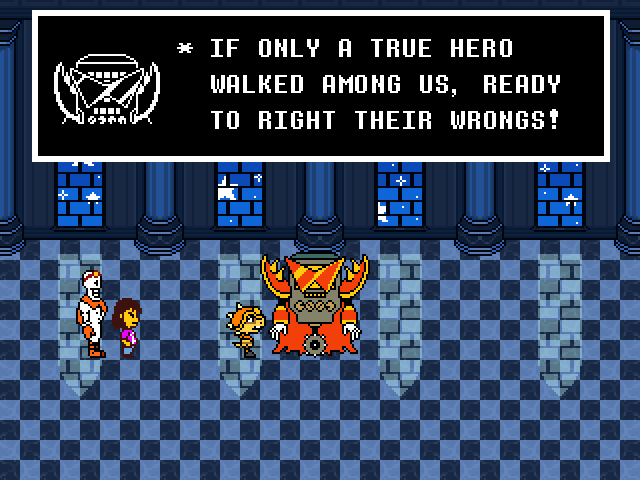 * IF ONLY A TRUE HERO
WALKED AMONG US, READY
TO RIGHT THEIR WRONGS!